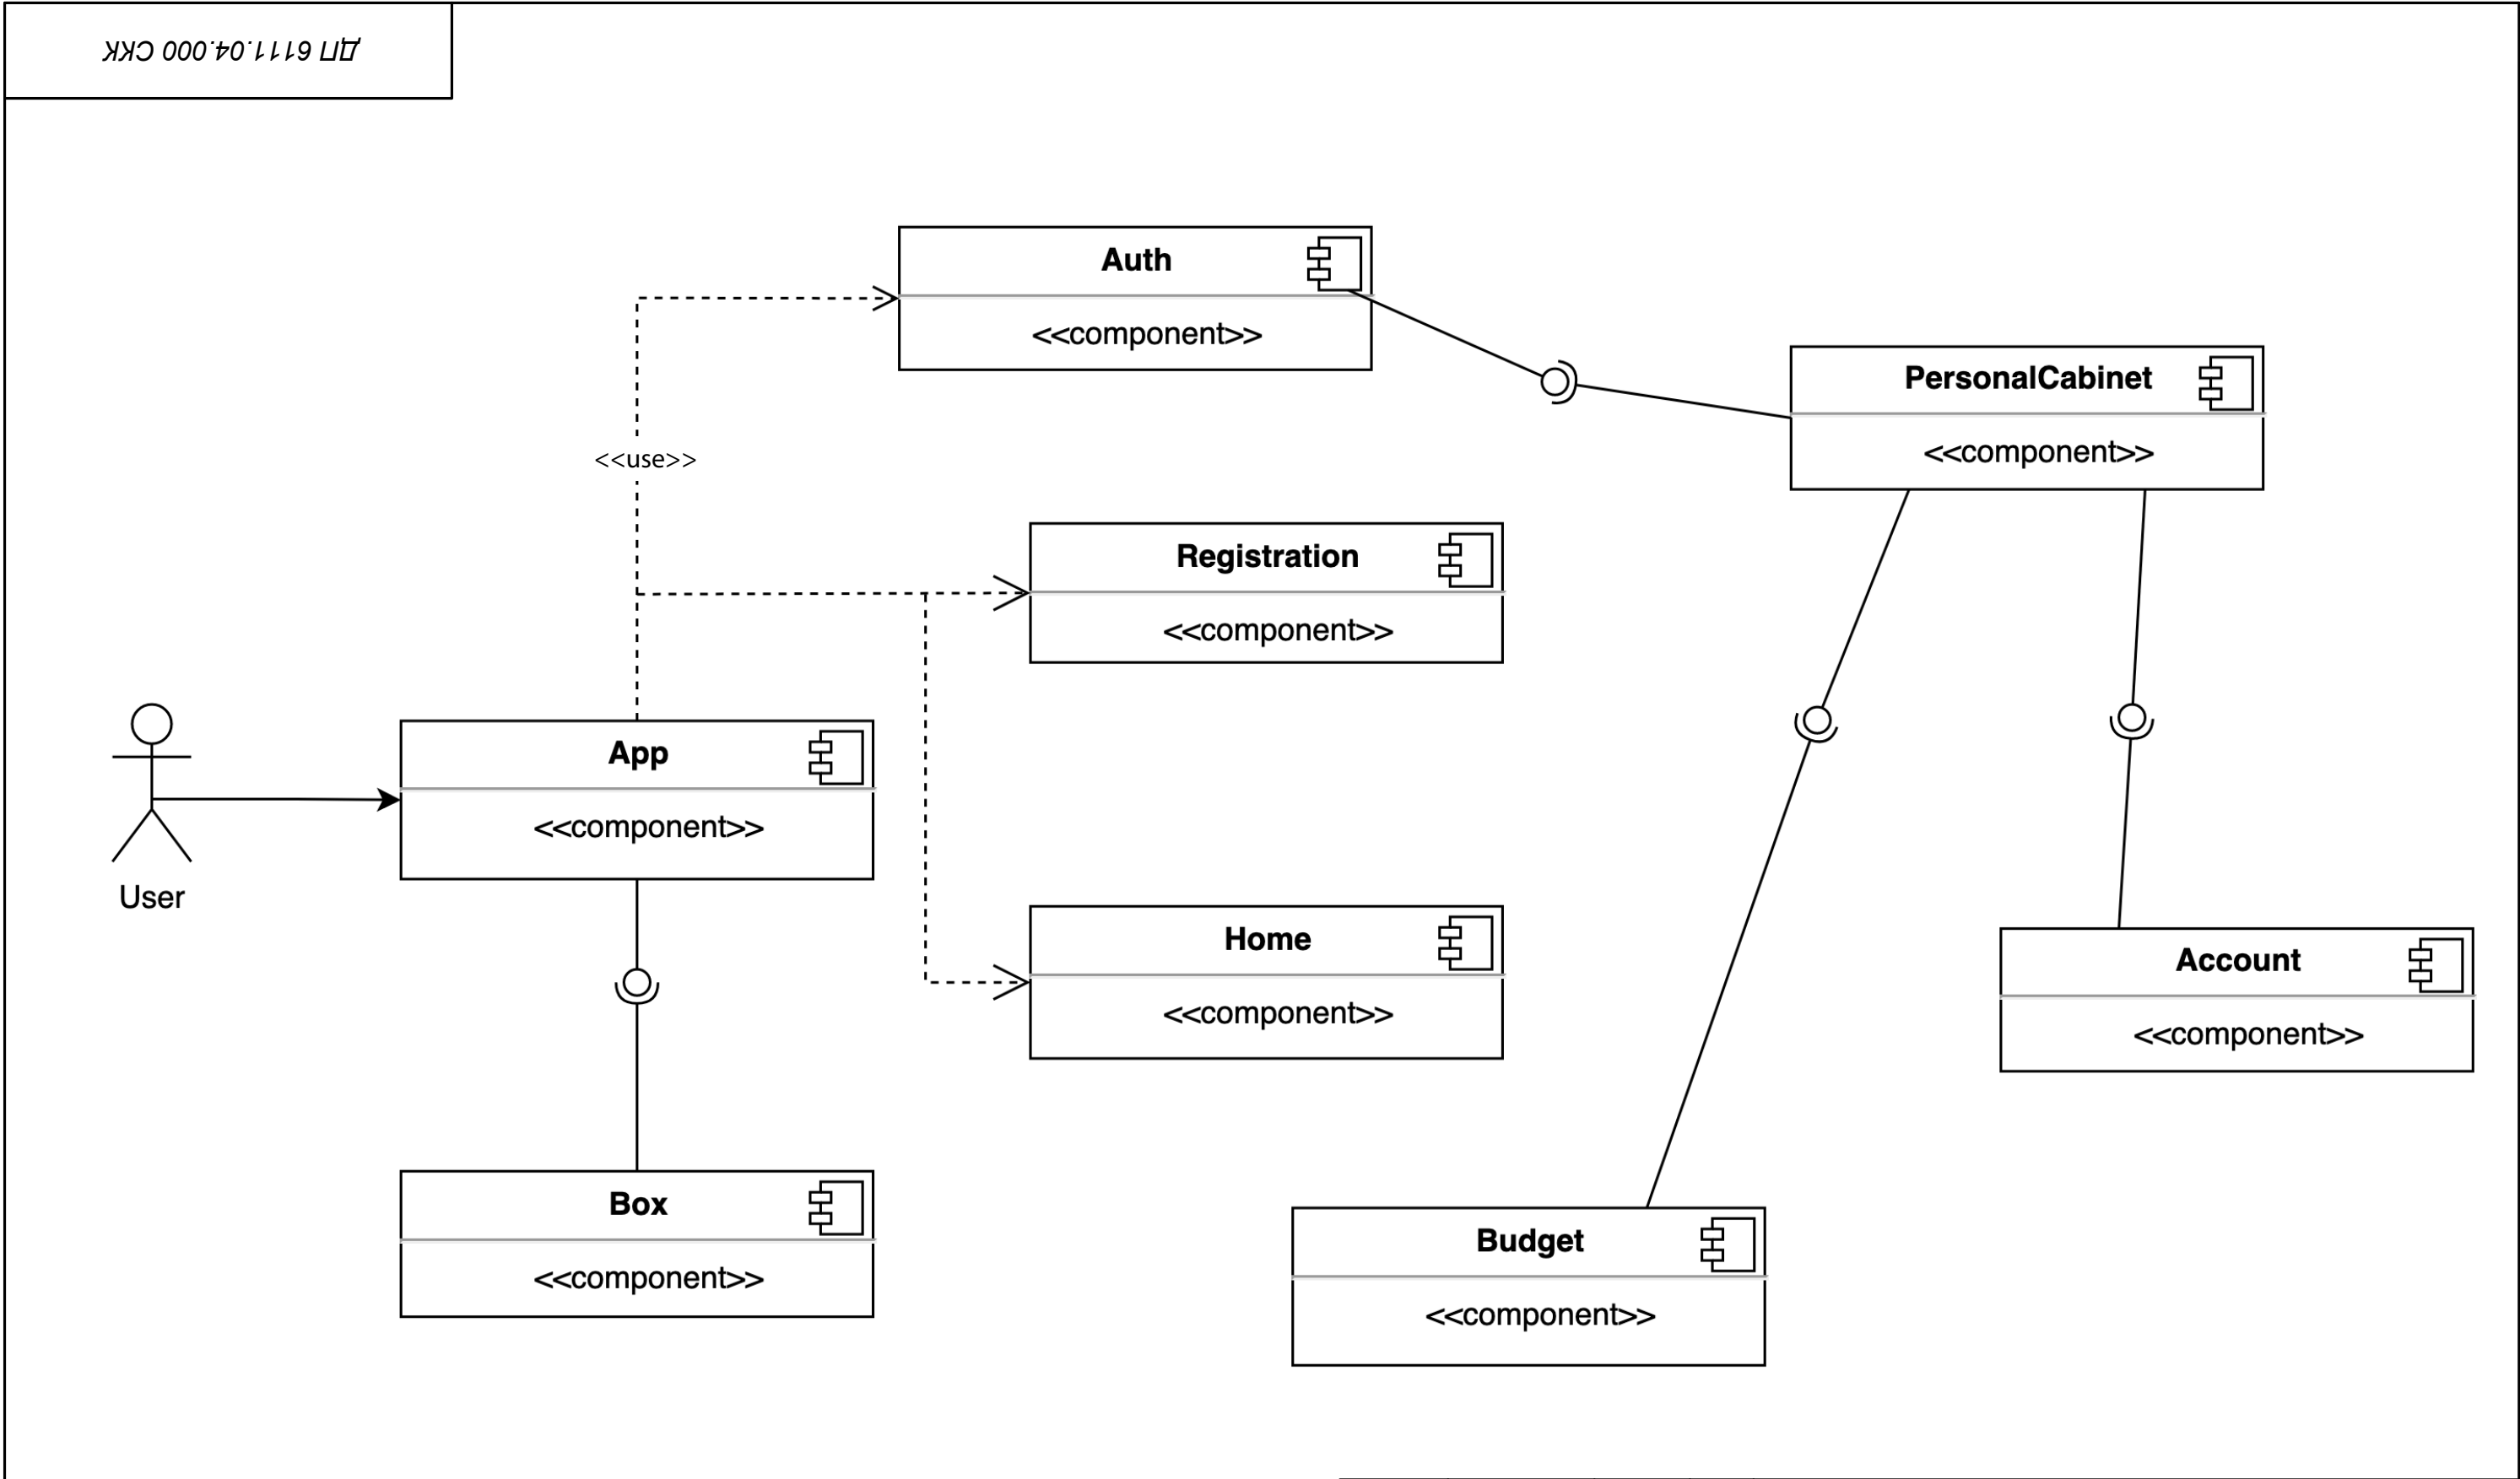 ДП 6111.04.000 СКК
Auth
<<component>>
PersonalCabinet
<<component>>
<<use>>
Registration
<<component>>
App
<<component>>
User
Home
<<component>>
Account
<<component>>
Box
<<component>>
Budget
<<component>>